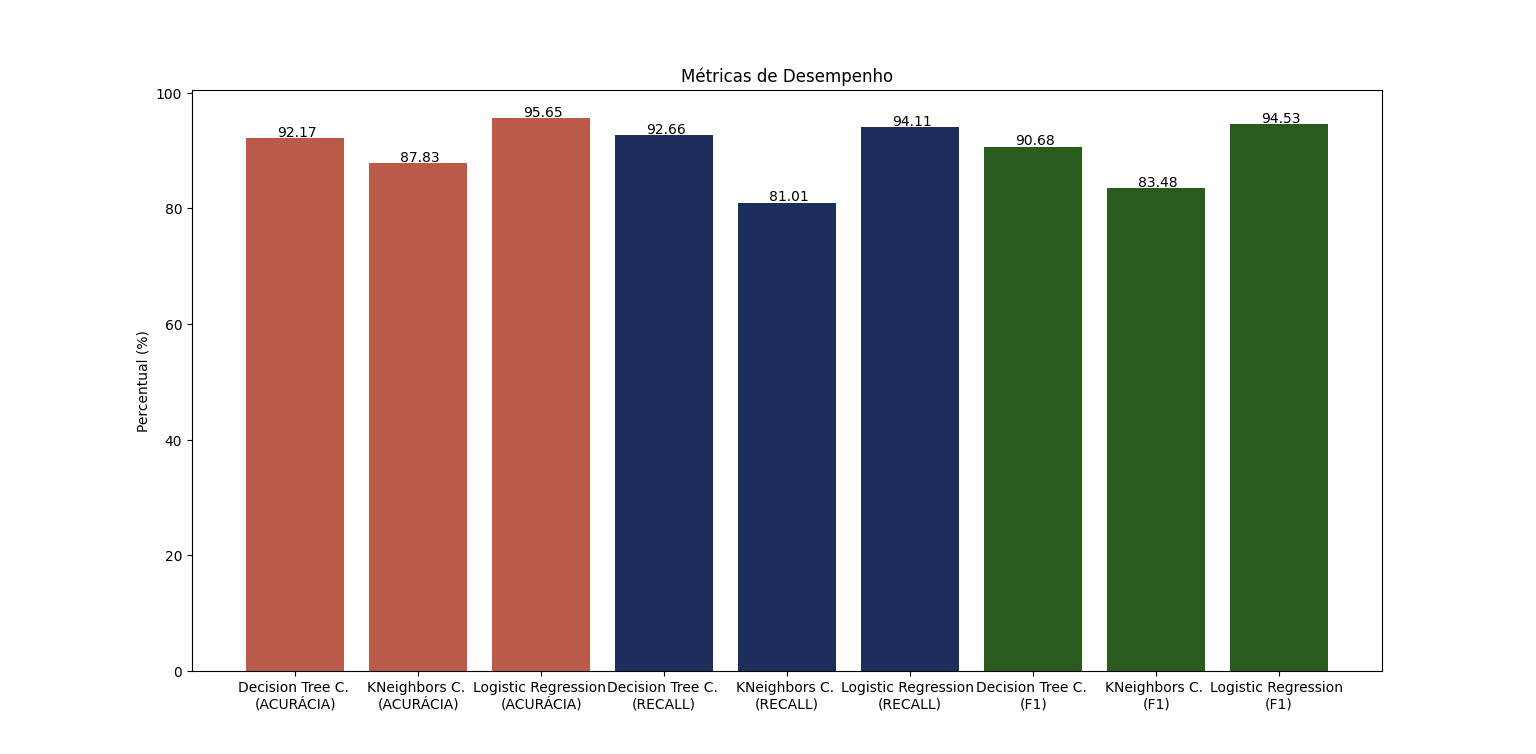 Métricas de Desempenho
Percentual (%)
100
80
60
40
20
0
92.17
87.83
95.65
92.66
81.01
94.11
90.68
83.48
94.53
Decision Tree C.
(ACURÁCIA)
KNeighbors C.
(ACURÁCIA)
Logistic Regression
(ACURÁCIA)
Decision Tree C.
(RECALL)
KNeighbors C.
(RECALL)
Logistic Regression
(RECALL)
Decision Tree C.
(F1)
KNeighbors C.
(F1)
Logistic Regression
(F1)